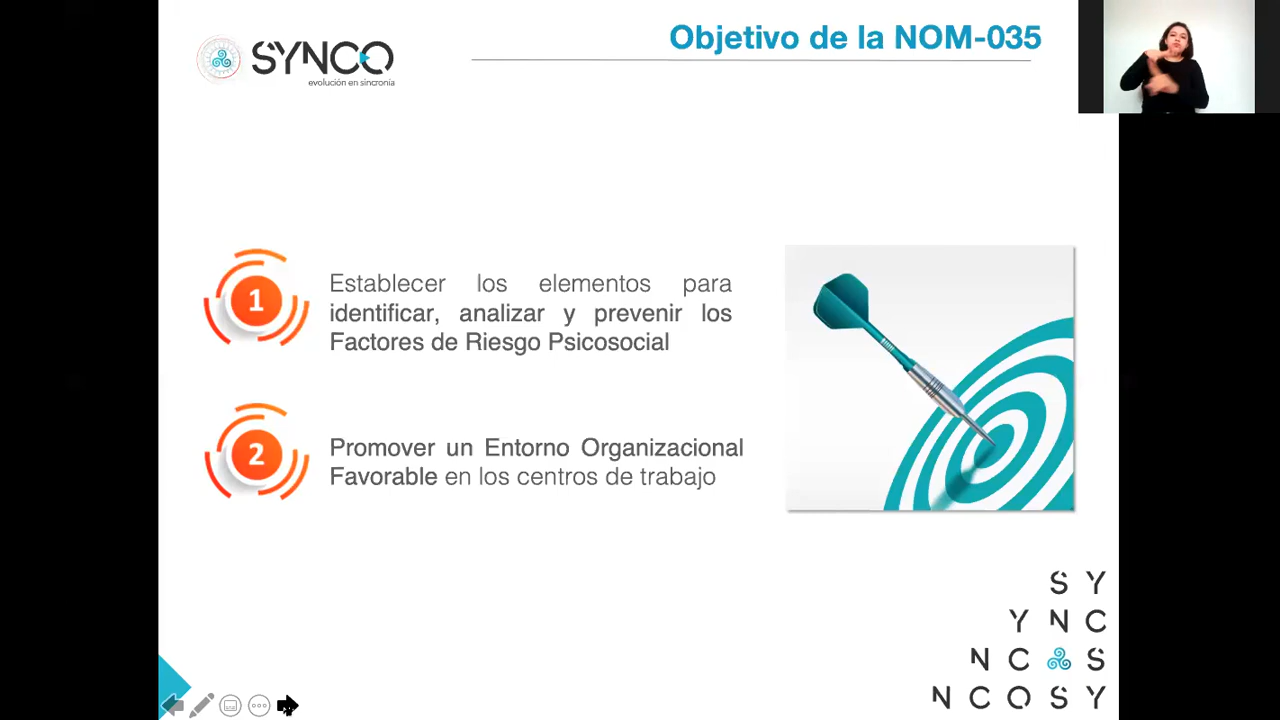 SYNCO
evolución en sincronía
Objetivo de la NOM-035
1
Establecer los elementos para
identificar, analizar y prevenir los
Factores de Riesgo Psicosocial
2
Promover un Entorno Organizacional
Favorable en los centros de trabajo
S Y
Y N C
N C S
N C O S Y